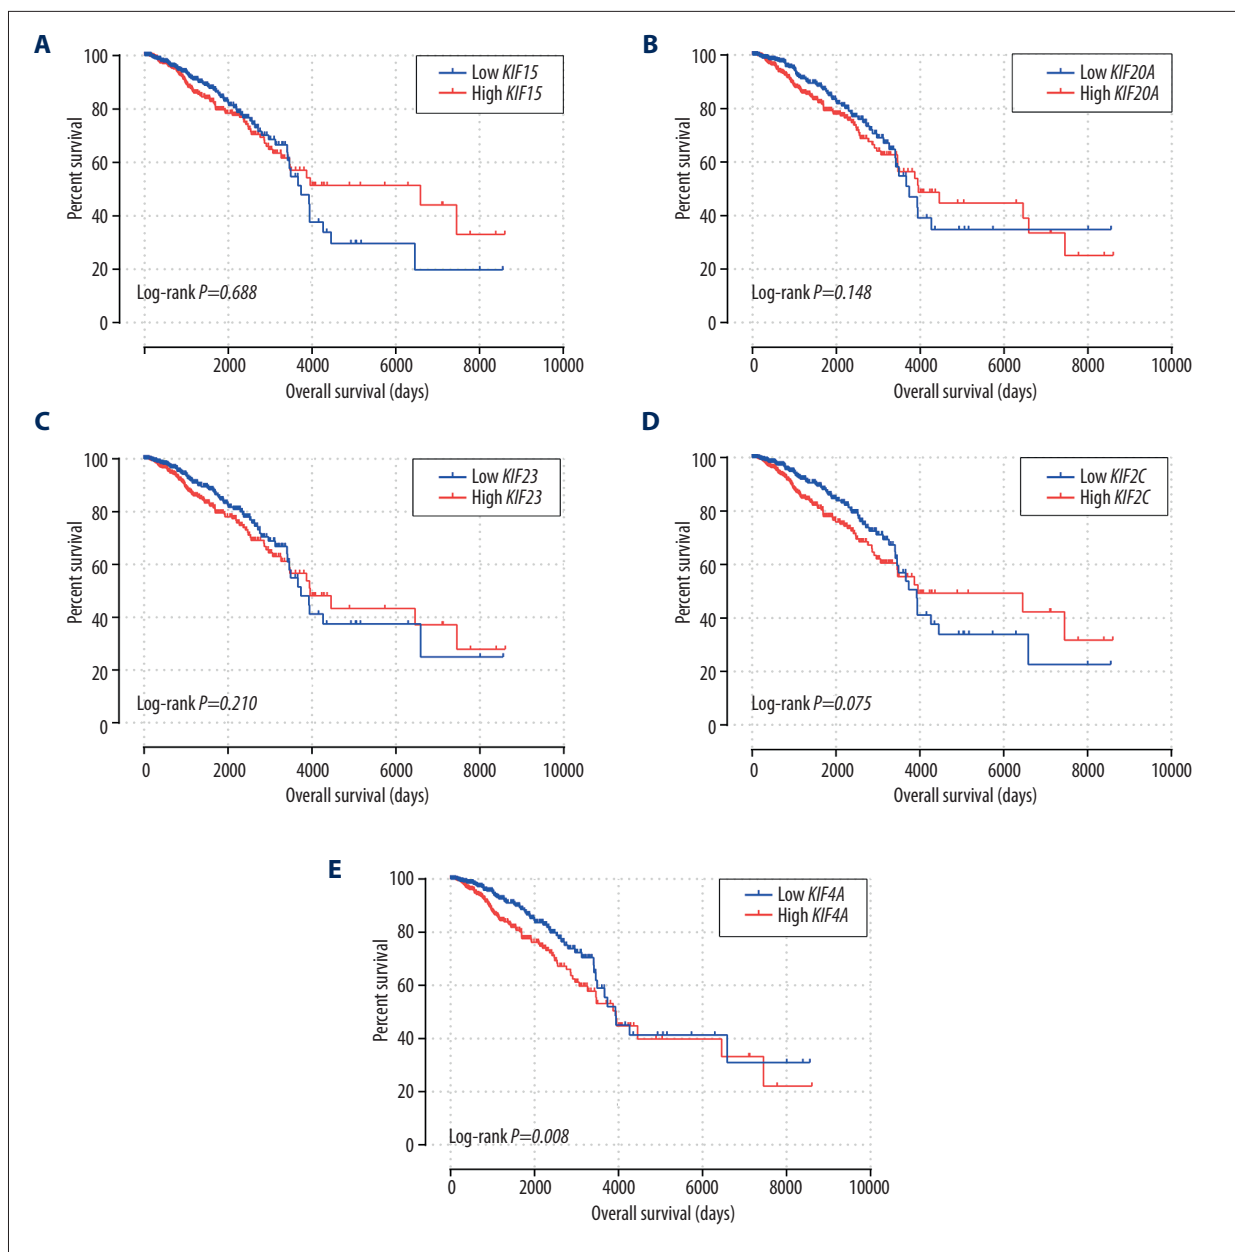 A
100
80
60
40
20
0
Percent survival
Low KIF15
High KIF15
Log-rank P=0.688
2000 4000 6000 8000 10000
Overall survival (days)
B
100
80
60
40
20
0
Percent survival
Low KIF20A
High KIF20A
Log-rank P=0.148
0 2000 4000 6000 8000 10000
Overall survival (days)
C
100
80
60
40
20
0
Percent survival
Low KIF23
High KIF23
Log-rank P=0.210
0 2000 4000 6000 8000 10000
Overall survival (days)
D
100
80
60
40
20
0
Percent survival
Low KIF2C
High KIF2C
Log-rank P=0.075
0 2000 4000 6000 8000 10000
Overall survival (days)
E
100
80
60
40
20
0
Percent survival
Low KIF4A
High KIF4A
Log-rank P=0.008
0 2000 4000 6000 8000 10000
Overall survival (days)